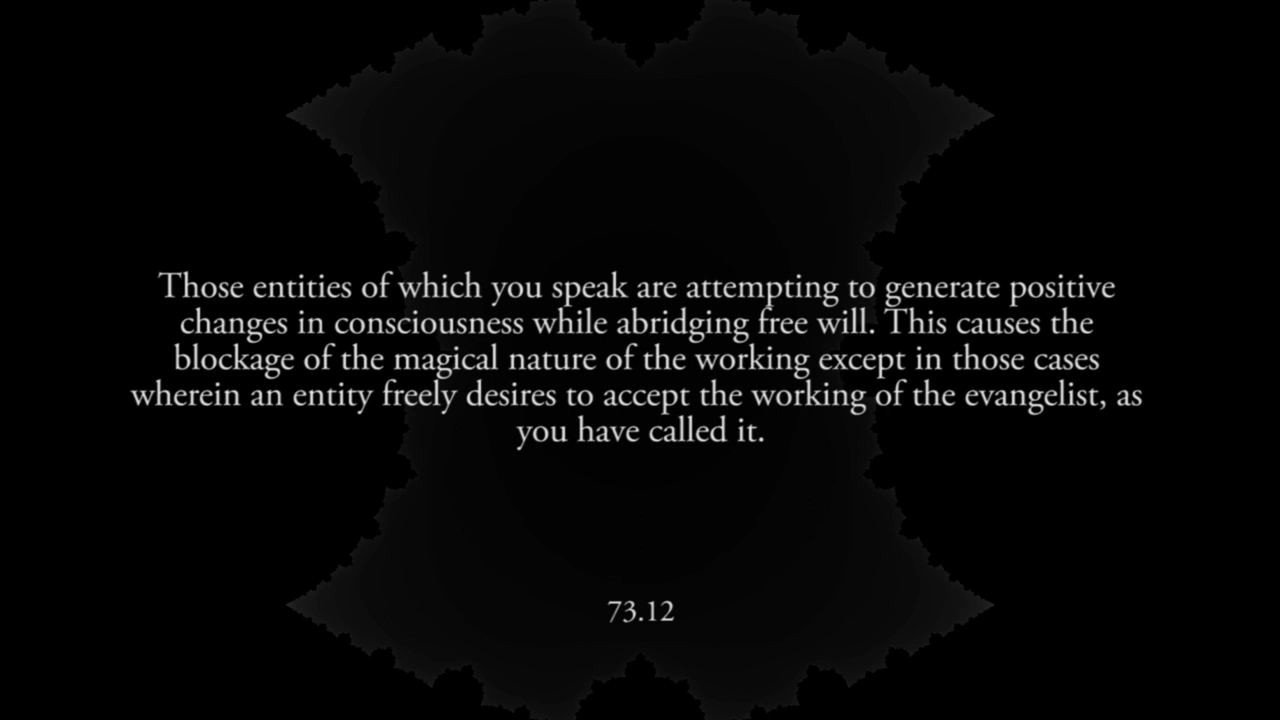 Those entities of which you speak are attempting to generate positive
changes in consciousness while abridging free will. This causes the
blockage of the magical nature of the working except in those cases
wherein an entity freely desires to accept the working of the evangelist, as
you have called it.
73.12